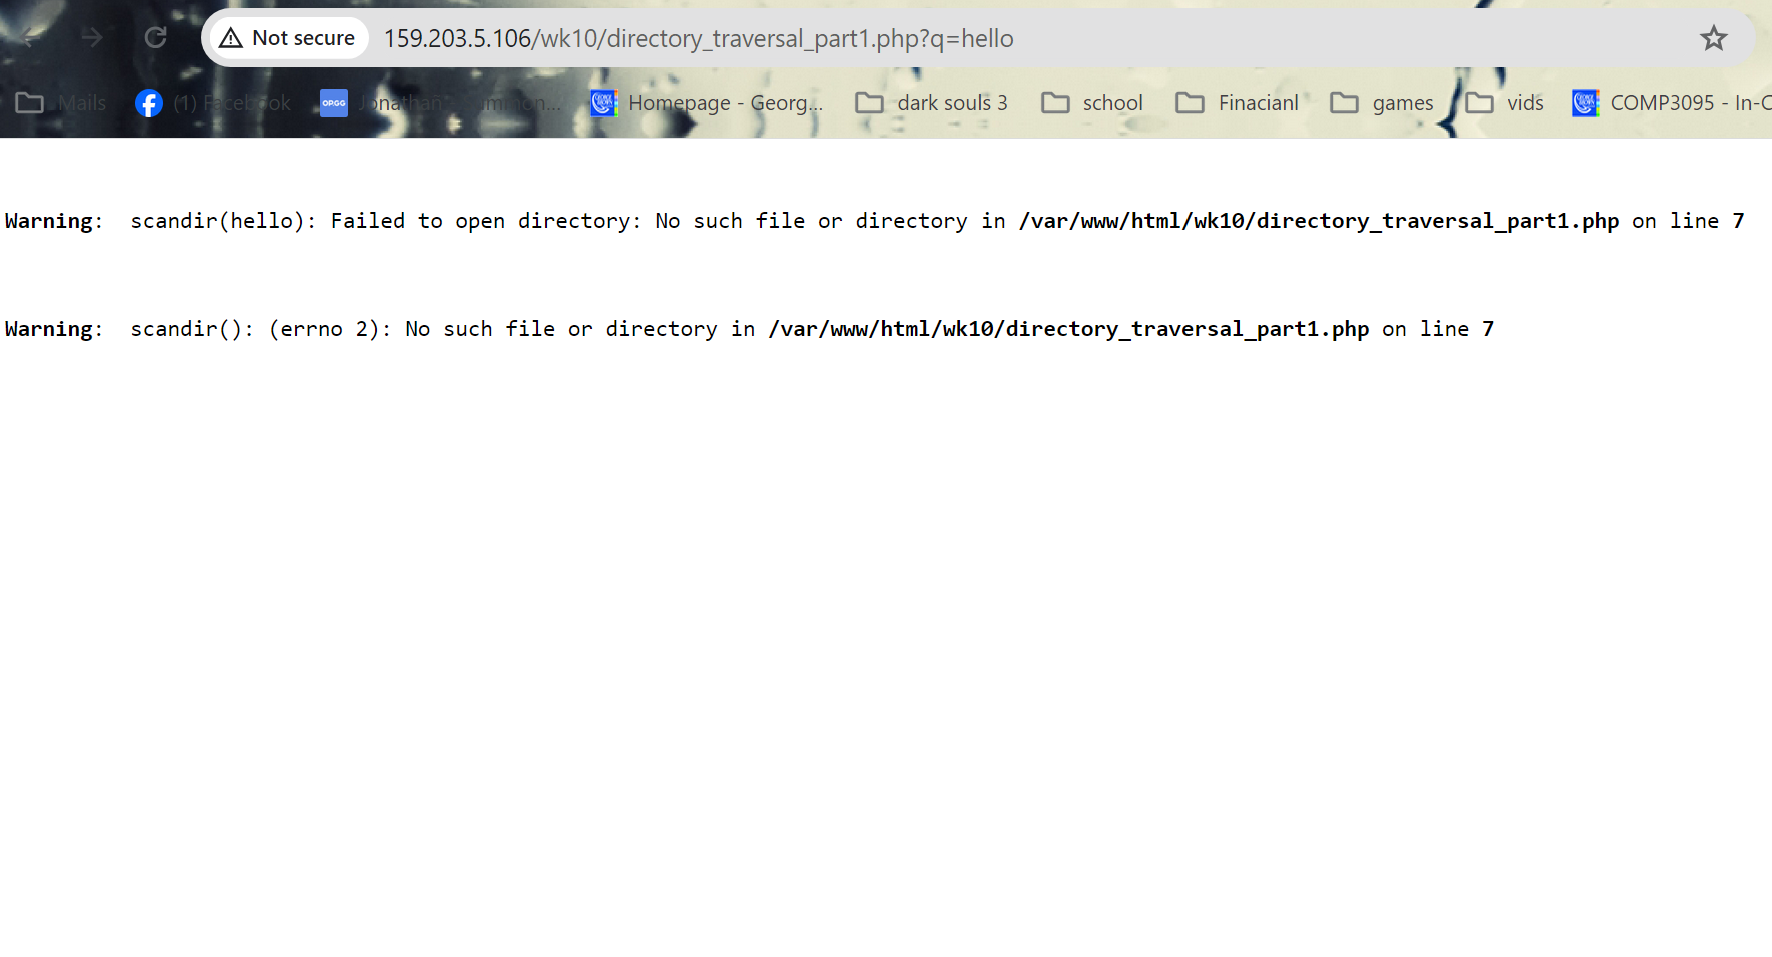 Not secure 159.203.5.106/wk10/directory_traversal_part1.php?q=hello
Mails (1) Facebook OP.GG Homepage - Georg... dark souls 3 school Finacianl games vids COMP3095 - In-C
Warning:  scandir(hello): Failed to open directory: No such file or directory in /var/www/html/wk10/directory_traversal_part1.php on line 7
Warning:  scandir(): (errno 2): No such file or directory in /var/www/html/wk10/directory_traversal_part1.php on line 7